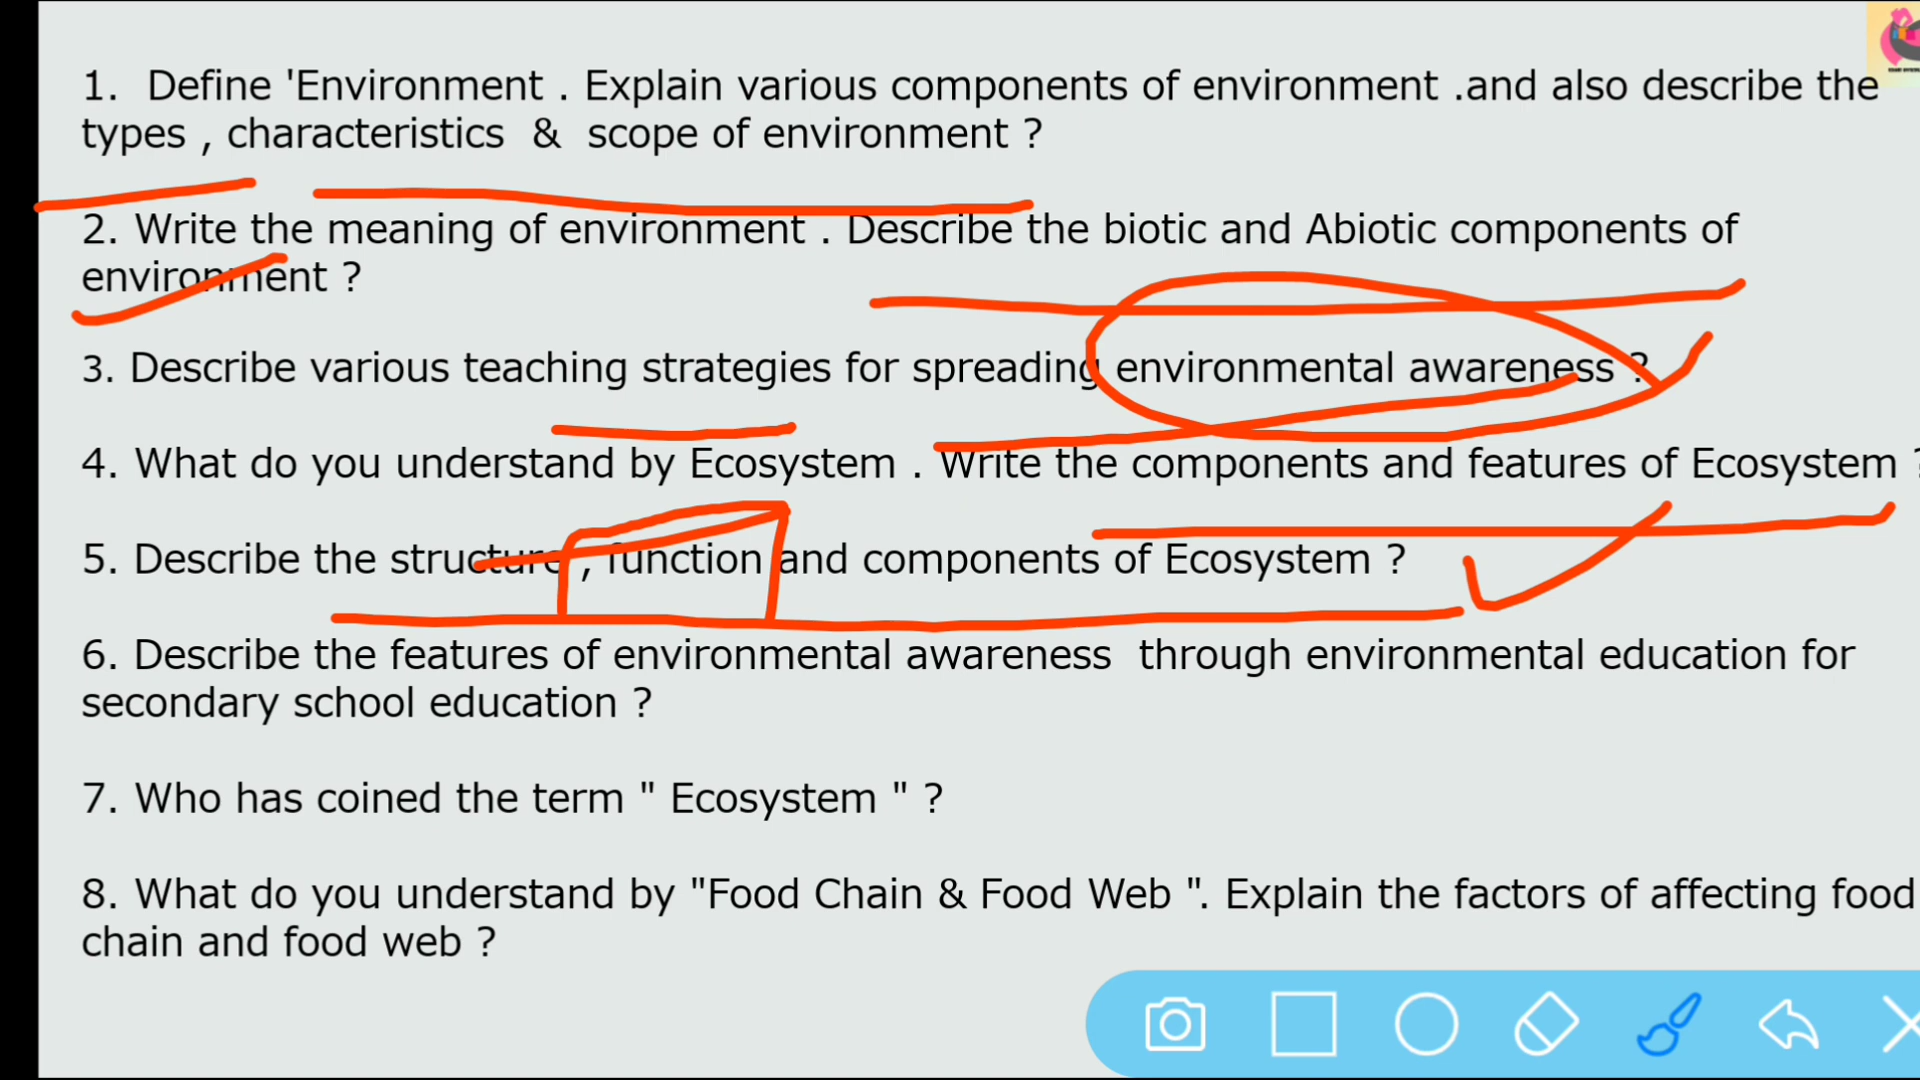 1. Define 'Environment . Explain various components of environment .and also describe the
types , characteristics & scope of environment ?
2. Write the meaning of environment . Describe the biotic and Abiotic components of
environment ?
3. Describe various teaching strategies for spreading environmental awareness ?
4. What do you understand by Ecosystem . Write the components and features of Ecosystem ?
5. Describe the structure , function and components of Ecosystem ?
6. Describe the features of environmental awareness through environmental education for
secondary school education ?
7. Who has coined the term " Ecosystem " ?
8. What do you understand by "Food Chain & Food Web ". Explain the factors of affecting food
chain and food web ?